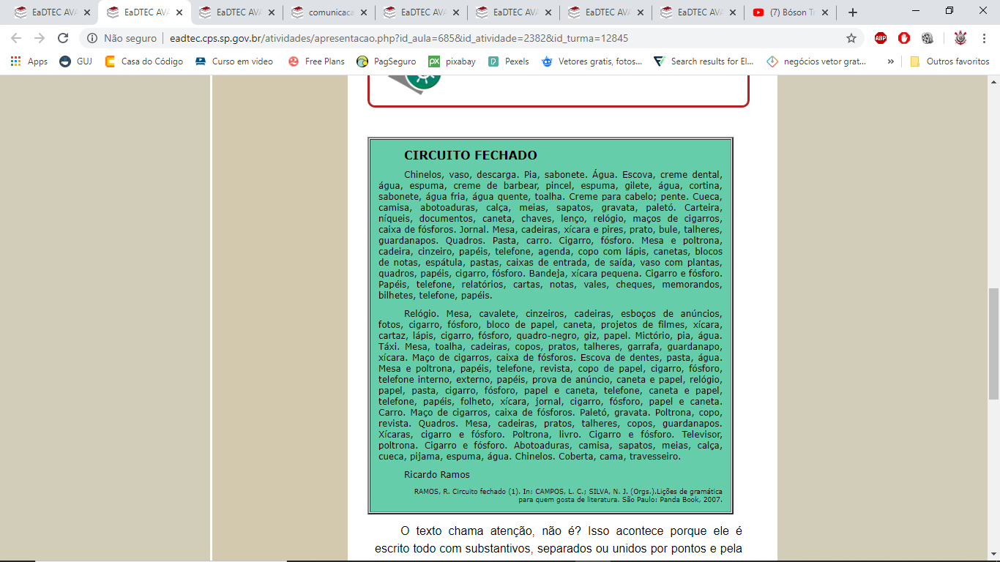 EaDTEC AVA
EaDTEC AVA
EaDTEC AVA
comunicaca
EaDTEC AVA
EaDTEC AVA
EaDTEC AVA
EaDTEC AVA
(7) Bóson Tr
Não seguro | eadtec.cps.sp.gov.br/atividades/apresentacao.php?id_aula=685&id_atividade=2382&id_turma=12845
ABP
Apps GUJ Casa do Código Curso em video Free Plans PagSeguro pixabay Pexels Vetores gratis, fotos... Search results for El... negócios vetor grat... » Outros favoritos
CIRCUITO FECHADO
Chinelos, vaso, descarga. Pia, sabonete. Água. Escova, creme dental,
água, espuma, creme de barbear, pincel, espuma, gilete, água, cortina,
sabonete, água fria, água quente, toalha. Creme para cabelo; pente. Cueca,
camisa, abotoaduras, calça, meias, sapatos, gravata, paletó. Carteira,
níqueis, documentos, caneta, chaves, lenço, relógio, maços de cigarros,
caixa de fósforos. Jornal. Mesa, cadeiras, xícara e pires, prato, bule, talheres,
guardanapos. Quadros. Pasta, carro. Cigarro, fósforo. Mesa e poltrona,
cadeira, cinzeiro, papéis, telefone, agenda, copo com lápis, canetas, blocos
de notas, espátula, pastas, caixas de entrada, de saída, vaso com plantas,
quadros, papéis, cigarro, fósforo. Bandeja, xícara pequena. Cigarro e fósforo.
Papéis, telefone, relatórios, cartas, notas, vales, cheques, memorandos,
bilhetes, telefone, papéis.
Relógio. Mesa, cavalete, cinzeiros, cadeiras, esboços de anúncios,
fotos, cigarro, fósforo, bloco de papel, caneta, projetos de filmes, xícara,
cartaz, lápis, cigarro, fósforo, quadro-negro, giz, papel. Mictório, pia, água.
Táxi. Mesa, toalha, cadeiras, copos, pratos, talheres, garrafa, guardanapo,
xícara. Maço de cigarros, caixa de fósforos. Escova de dentes, pasta, água.
Mesa e poltrona, papéis, telefone, revista, copo de papel, cigarro, fósforo,
telefone interno, externo, papéis, prova de anúncio, caneta e papel, relógio,
papel, pasta, cigarro, fósforo, papel e caneta, telefone, caneta e papel,
telefone, papéis, folheto, xícara, jornal, cigarro, fósforo, papel e caneta.
Carro. Maço de cigarros, caixa de fósforos. Paletó, gravata. Poltrona, copo,
revista. Quadros. Mesa, cadeiras, pratos, talheres, copos, guardanapos.
Xícaras, cigarro e fósforo. Poltrona, livro. Cigarro e fósforo. Televisor,
poltrona. Cigarro e fósforo. Abotoaduras, camisa, sapatos, meias, calça,
cueca, pijama, espuma, água. Chinelos. Coberta, cama, travesseiro.
Ricardo Ramos
RAMOS, R. Circuito fechado (1). In: CAMPOS, L. C.; SILVA, N. J. (Orgs.).Lições de gramática
para quem gosta de literatura. São Paulo: Panda Book, 2007.
O texto chama atenção, não é? Isso acontece porque ele é
escrito todo com substantivos, separados ou unidos por pontos e pela